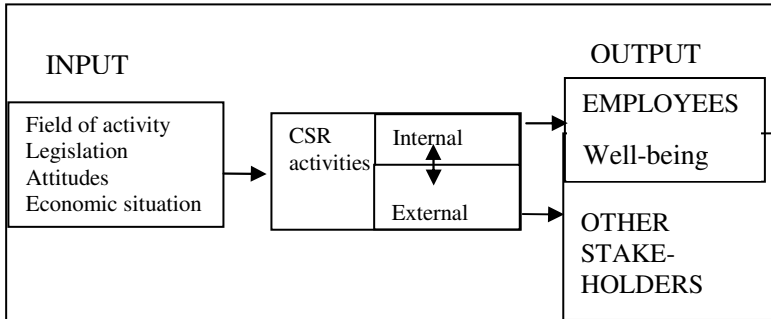 INPUT
Field of activity
Legislation
Attitudes
Economic situation
CSR
activities
Internal
External
OUTPUT
EMPLOYEES
Well-being
OTHER
STAKE-
HOLDERS